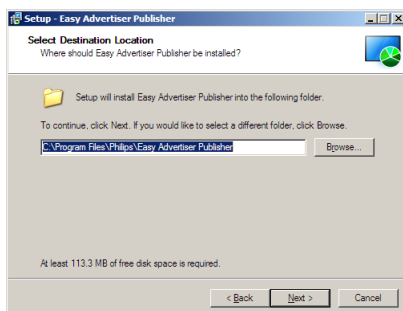 Setup - Easy Advertiser Publisher
Select Destination Location
Where should Easy Advertiser Publisher be installed?
Setup will install Easy Advertiser Publisher into the following folder.
To continue, click Next. If you would like to select a different folder, click Browse.
C:\Program Files\Philips\Easy Advertiser Publisher
Browse...
At least 113.3 MB of free disk space is required.
< Back
Next >
Cancel